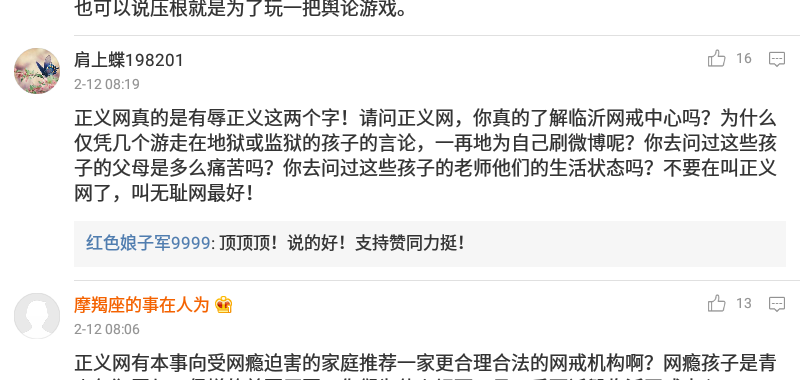 也可以说压根就是为了玩一把舆论游戏。
肩上蝶198201
16
2-12 08:19
正义网真的是有辱正义这两个字！请问正义网，你真的了解临沂网戒中心吗？为什么
仅凭几个游走在地狱或监狱的孩子的言论，一再地为自己刷微博呢？你去问过这些孩
子的父母是多么痛苦吗？你去问过这些孩子的老师他们的生活状态吗？不要在叫正义
网了，叫无耻网最好！
红色娘子军9999: 顶顶顶！说的好！支持赞同力挺！
摩羯座的事在人为
13
2-12 08:06
正义网有本事向受网瘾迫害的家庭推荐一家更合理合法的网戒机构啊？网瘾孩子是青